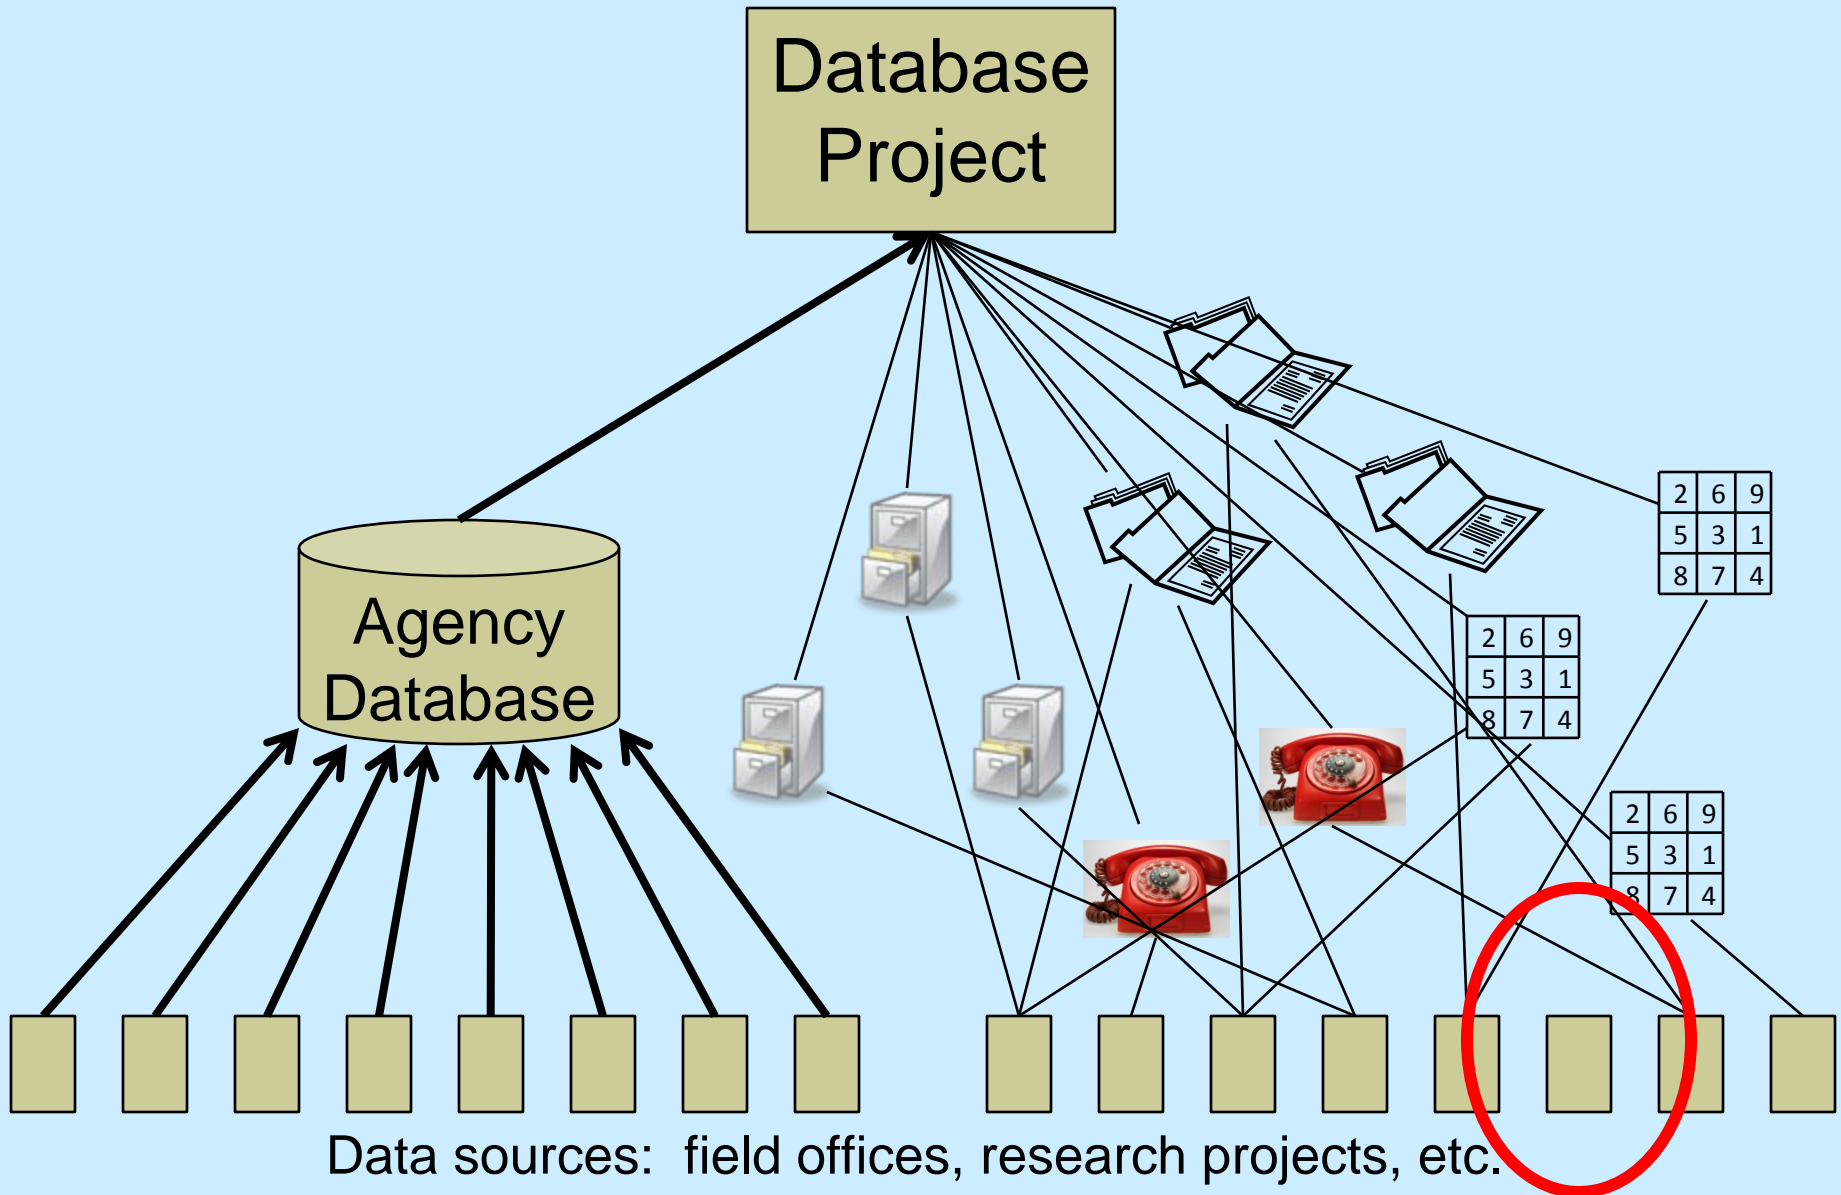 Database
Project
2 6 9
5 3 1
8 7 4
Agency
Database
2 6 9
5 3 1
8 7 4
2 6 9
5 3 1
8 7 4
Data sources: field offices, research projects, etc.